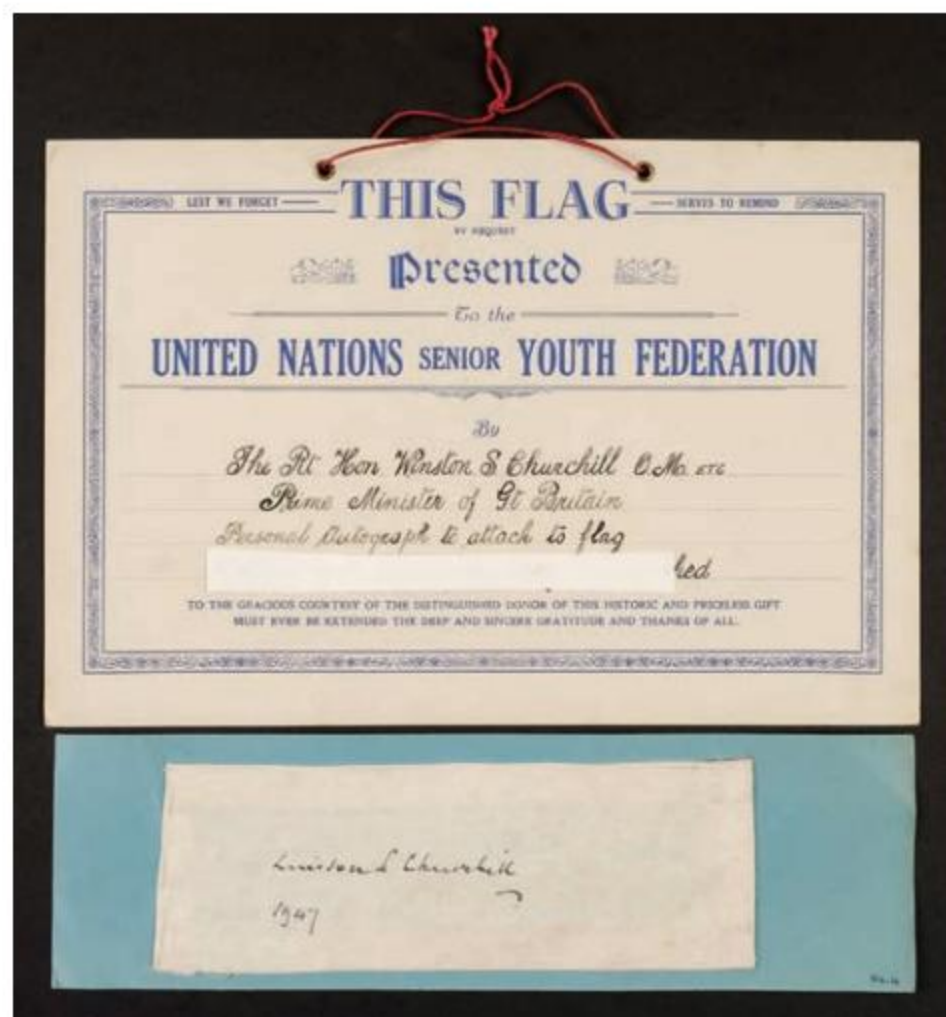 LEST WE FORGET
THIS FLAG
SERVES TO REMIND
BY REQUEST
Presented
To the
UNITED NATIONS SENIOR YOUTH FEDERATION
By
The Rt Hon Winston S Churchill O.M. ETC
Prime Minister of Gt Britain
Personal Autograph to attach to flag
hed
TO THE GRACIOUS COURTESY OF THE DISTINGUISHED DONOR OF THIS HISTORIC AND PRICELESS GIFT
MUST EVER BE EXTENDED THE DEEP AND SINCERE GRATITUDE AND THANKS OF ALL.
Winston S Churchill
1947